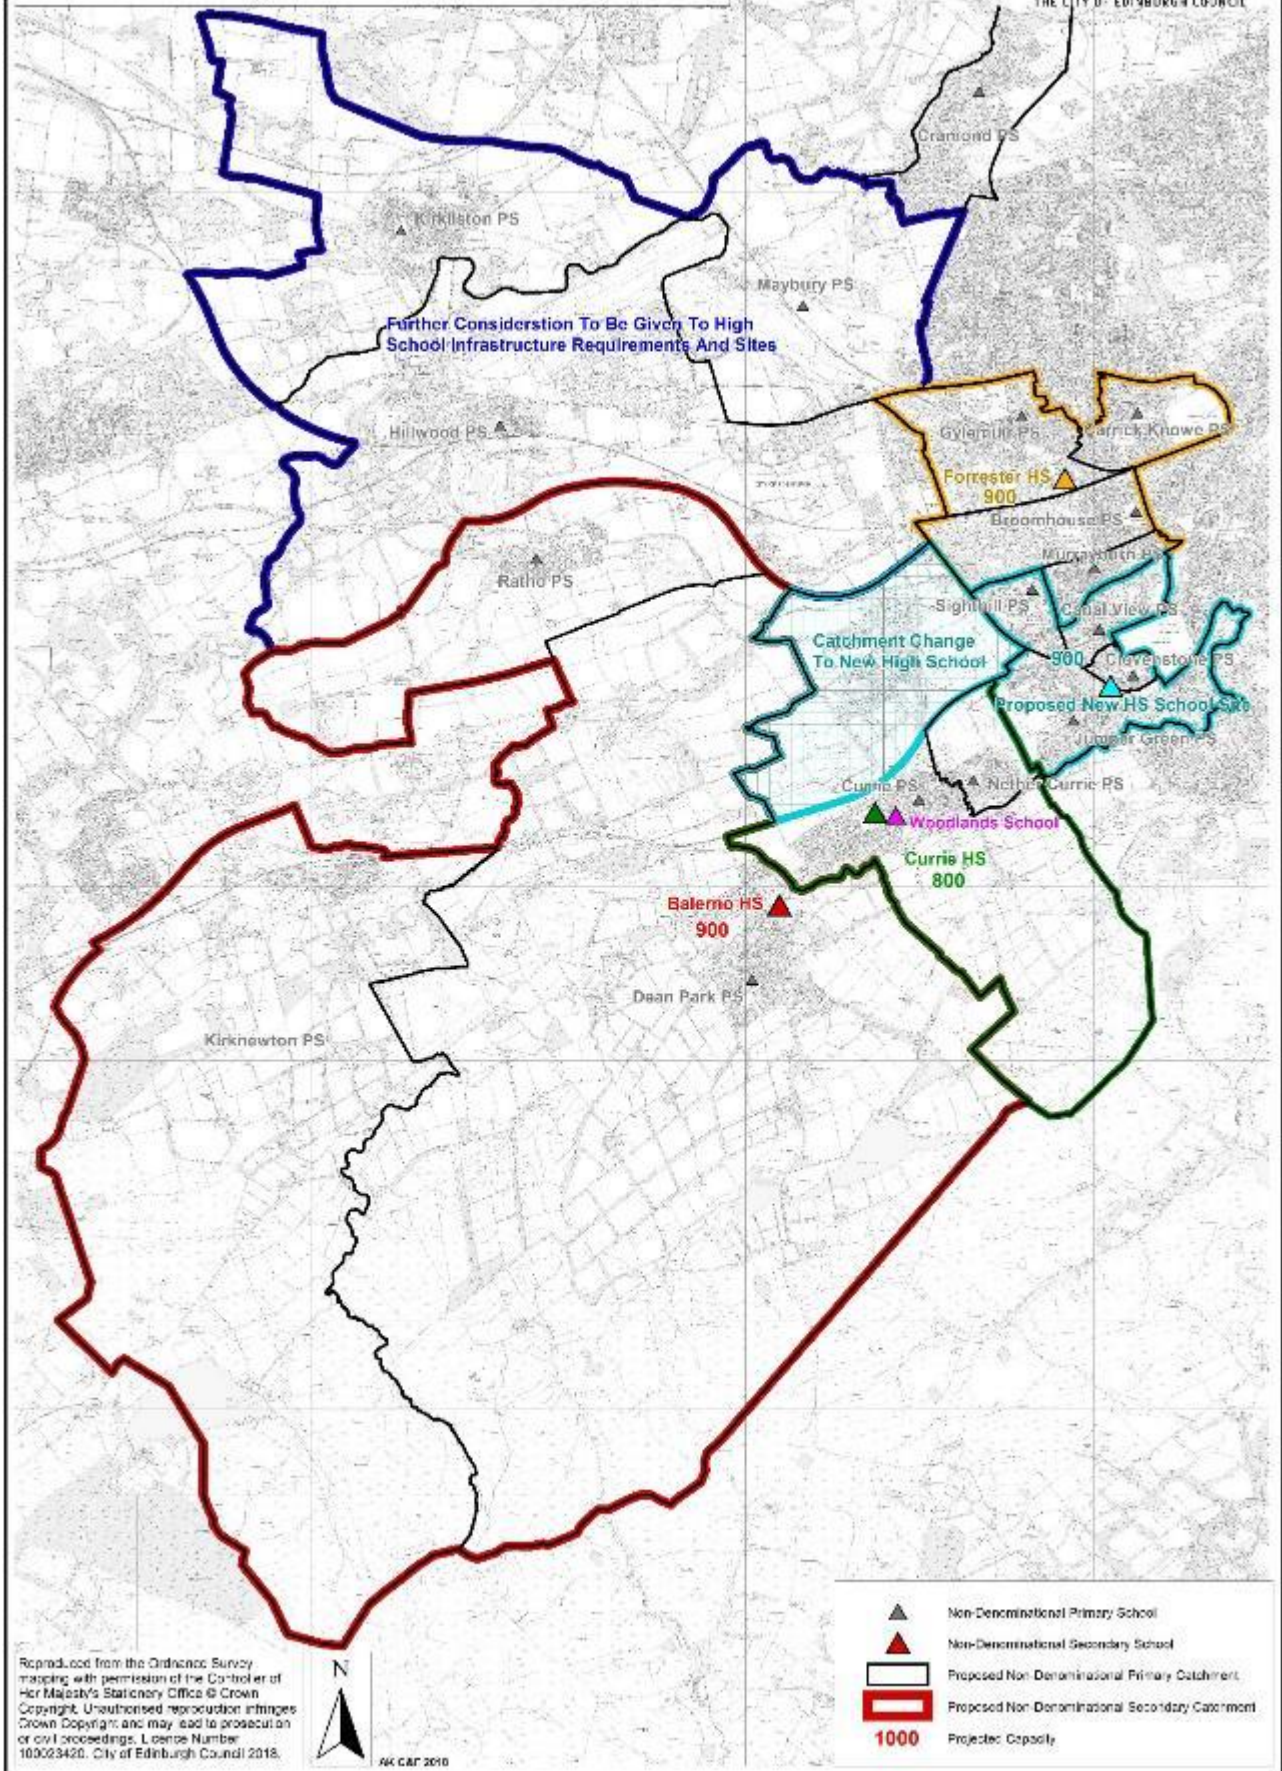 THE CITY OF EDINBURGH COUNCIL
Cramond PS
Kirkliston PS
Maybury PS
Further Considerstion To Be Given To High
School Infrastructure Requirements And Sites
Hillwood PS
Gylemuir PS
Carrick Knowe PS
Forrester HS
900
Broomhouse PS
Murrayburn PS
Ratho PS
Sighthill PS
Canal View PS
Catchment Change
To New High School
900
Clovenstone PS
Proposed New HS School Site
Juniper Green PS
Currie PS
Nether Currie PS
Woodlands School
Currie HS
800
Balerno HS
900
Dean Park PS
Kirknewton PS
Non-Denominational Primary School
Non-Denominational Secondary School
Proposed Non-Denominational Primary Catchment
Proposed Non-Denominational Secondary Catchment
1000
Projected Capacity
Reproduced from the Ordnance Survey
mapping with permission of the Controller of
Her Majesty's Stationery Office © Crown
Copyright. Unauthorised reproduction infringes
Crown Copyright and may lead to prosecution
or civil proceedings. Licence Number
100023420. City of Edinburgh Council 2018.
N
AK C&F 2018